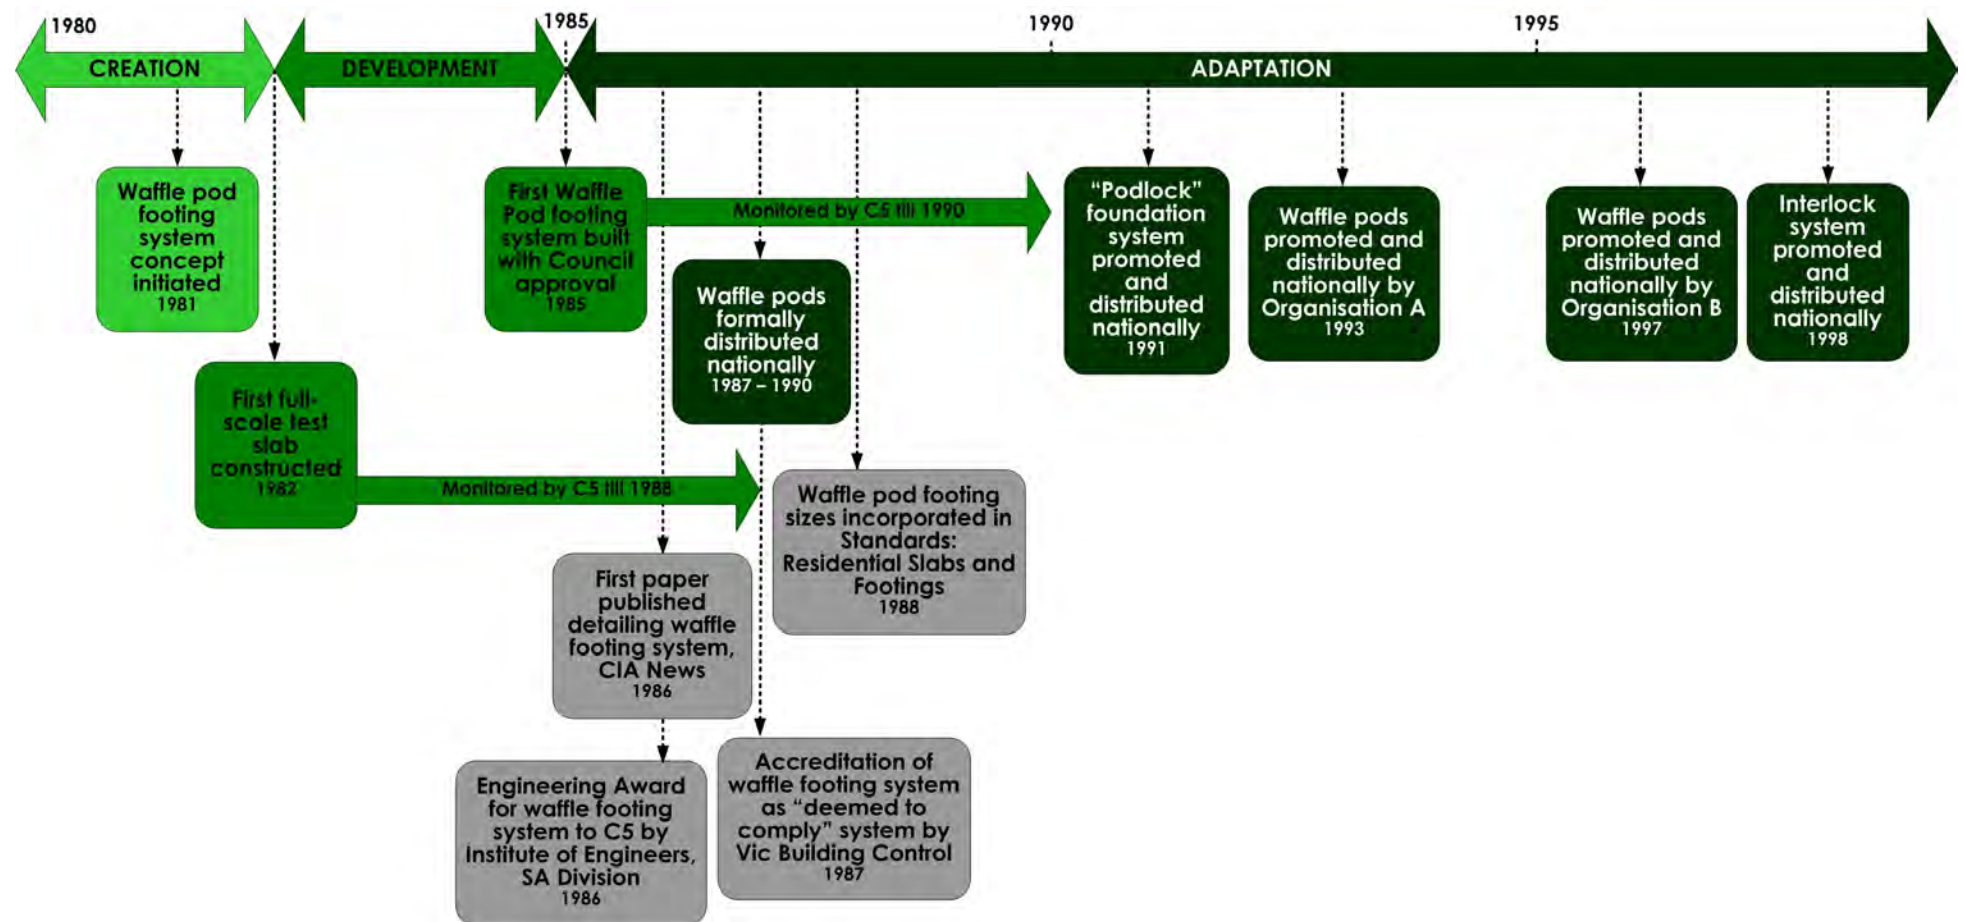 1980
1985
1990
1995
CREATION
DEVELOPMENT
ADAPTATION
Waffle pod
footing
system
concept
initiated
1981
First Waffle
Pod footing
system built
with Council
approval
1985
Monitored by C5 till 1990
"Podlock"
foundation
system
promoted
and
distributed
nationally
1991
Waffle pods
promoted and
distributed
nationally by
Organisation A
1993
Waffle pods
promoted and
distributed
nationally by
Organisation B
1997
Interlock
system
promoted
and
distributed
nationally
1998
Waffle pods
formally
distributed
nationally
1987 – 1990
First full-
scale test
slab
constructed
1982
Monitored by C5 till 1988
Waffle pod footing
sizes incorporated in
Standards:
Residential Slabs and
Footings
1988
First paper
published
detailing waffle
footing system,
CIA News
1986
Engineering Award
for waffle footing
system to C5 by
Institute of Engineers,
SA Division
1986
Accreditation of
waffle footing system
as "deemed to
comply" system by
Vic Building Control
1987